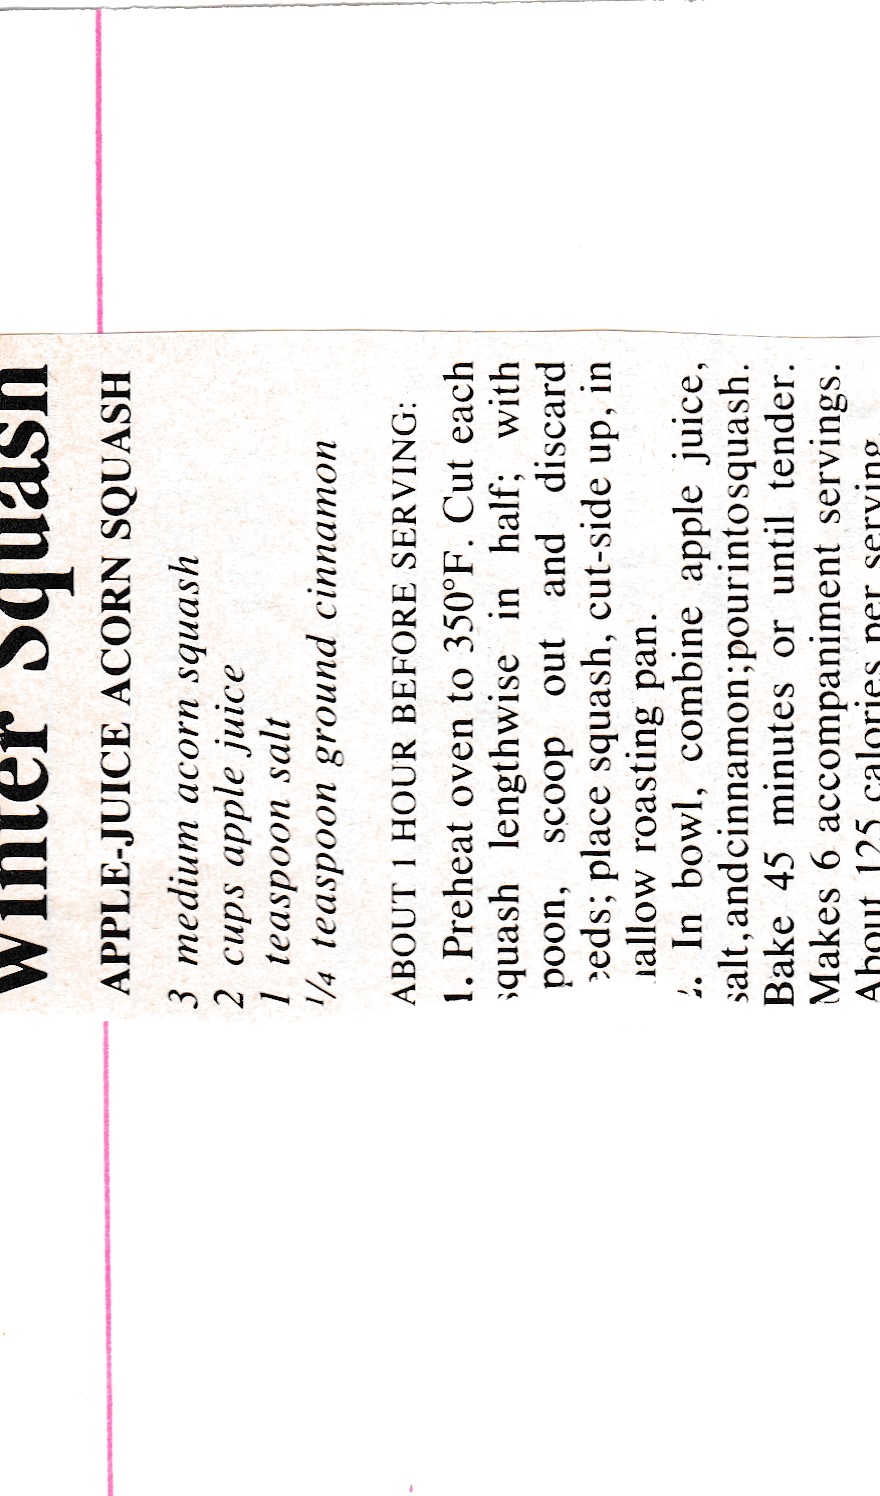 Winter Squash
APPLE-JUICE ACORN SQUASH
3 medium acorn squash
2 cups apple juice
1 teaspoon salt
¼ teaspoon ground cinnamon
ABOUT 1 HOUR BEFORE SERVING:
1. Preheat oven to 350°F. Cut each
squash lengthwise in half; with
poon, scoop out and discard
eeds; place squash, cut-side up, in
hallow roasting pan.
2. In bowl, combine apple juice,
salt, and cinnamon; pour into squash.
Bake 45 minutes or until tender.
Makes 6 accompaniment servings.
About 125 calories per serving.